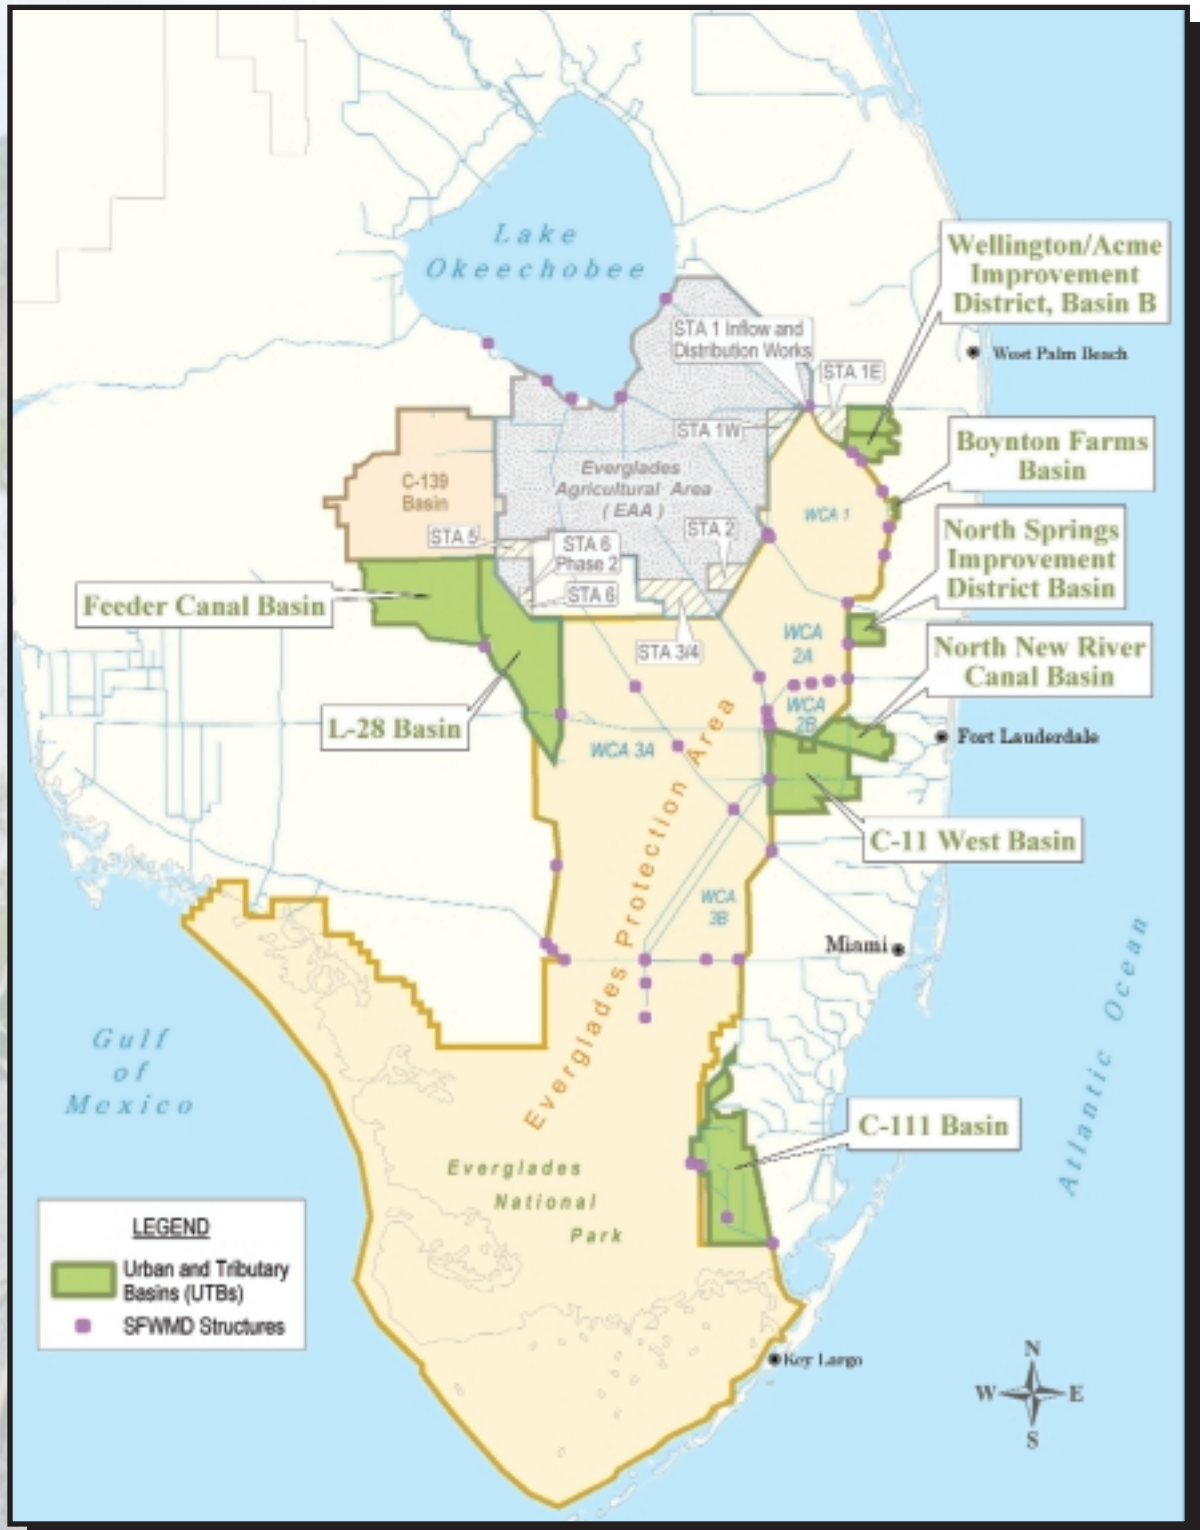 Lake
Okeechobee
Wellington/Acme
Improvement
District, Basin B
STA 1 Inflow and
Distribution Works
West Palm Beach
STA 1E
STA 1W
Boynton Farms
Basin
Everglades
Agricultural Area
( EAA )
C-139
Basin
WCA 1
North Springs
Improvement
District Basin
STA 5
STA 2
STA 6
Phase 2
STA 6
Feeder Canal Basin
STA 3/4
WCA
2A
North New River
Canal Basin
L-28 Basin
WCA
2B
WCA 3A
Fort Lauderdale
C-11 West Basin
Everglades Protection Area
WCA
3B
Miami
Gulf
of
Mexico
Atlantic Ocean
C-111 Basin
Everglades
National
Park
LEGEND
Urban and Tributary
Basins (UTBs)
SFWMD Structures
Key Largo
N
W E
S